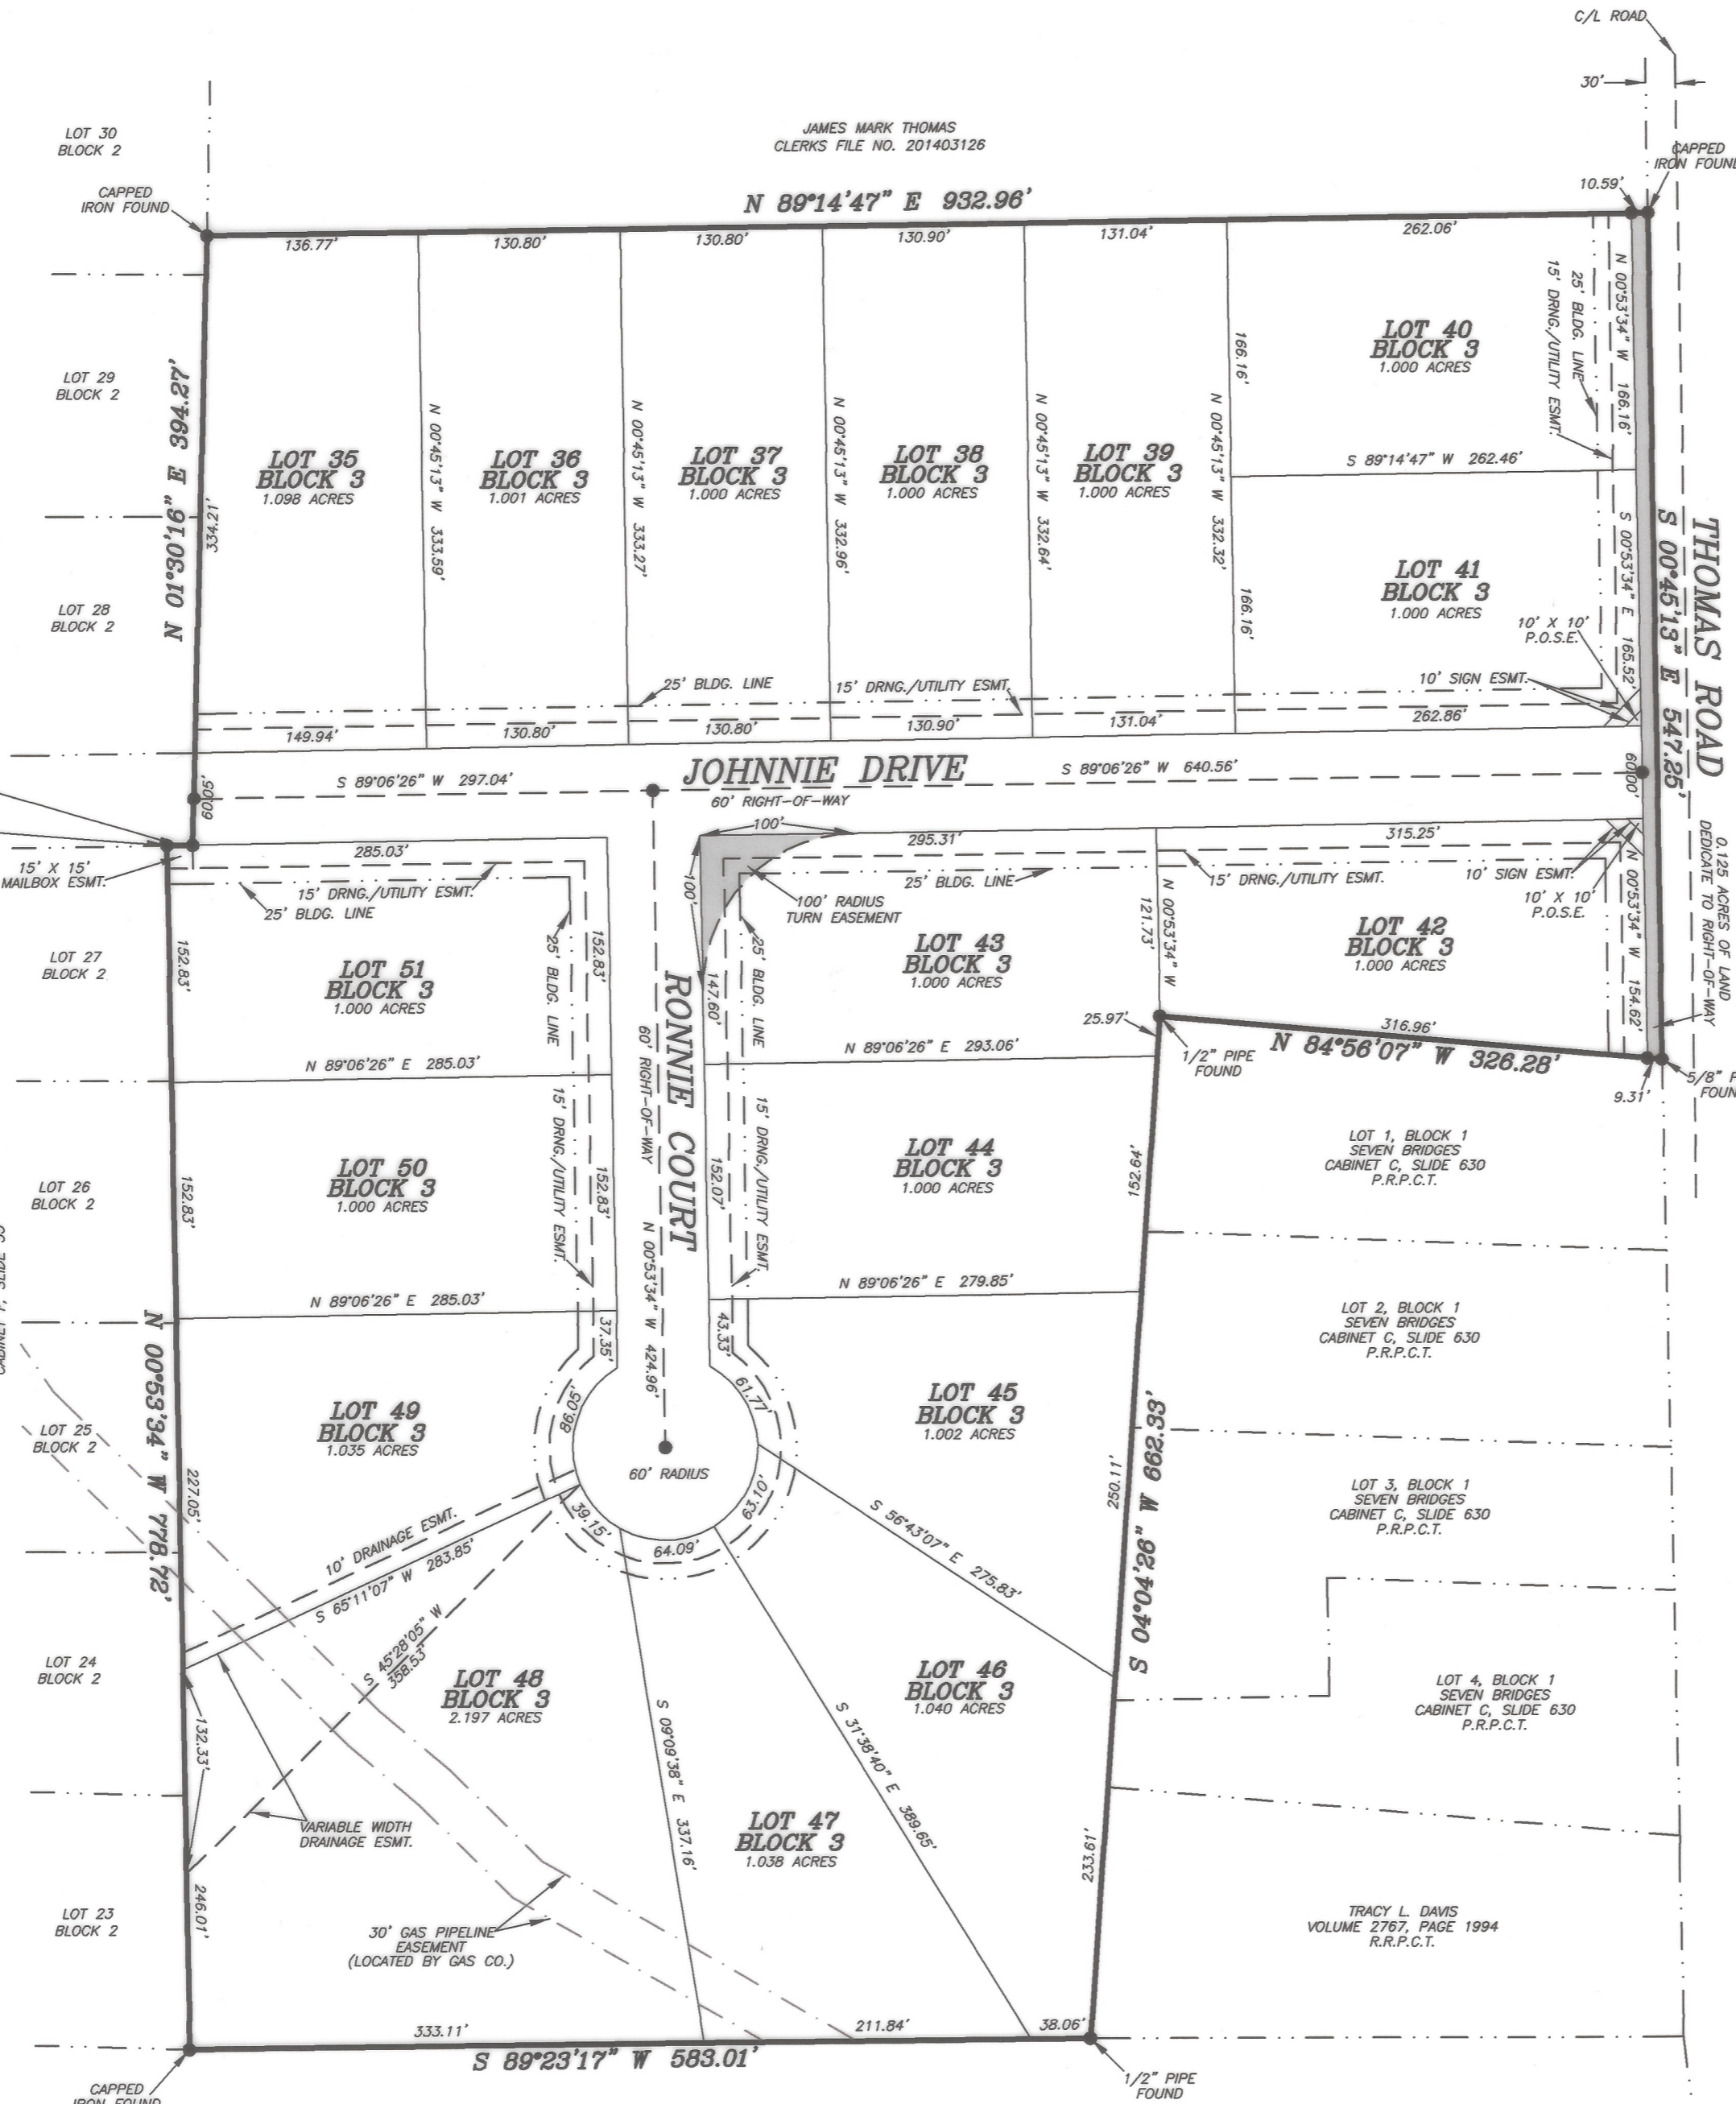 C/L ROAD
30'
LOT 30
BLOCK 2
JAMES MARK THOMAS
CLERKS FILE NO. 201403126
CAPPED
IRON FOUND
CAPPED
IRON FOUND
10.59'
N 89°14'47" E 932.96'
136.77'
130.80'
130.80'
130.90'
131.04'
262.06'
N 00°53'34" W 166.16'
25' BLDG. LINE
15' DRNG./UTILITY ESMT.
LOT 40
BLOCK 3
1.000 ACRES
166.16'
LOT 29
BLOCK 2
N 01°30'16" E 394.27'
334.21'
LOT 35
BLOCK 3
1.098 ACRES
N 00°45'13" W 333.59'
LOT 36
BLOCK 3
1.001 ACRES
N 00°45'13" W 333.27'
LOT 37
BLOCK 3
1.000 ACRES
N 00°45'13" W 332.96'
LOT 38
BLOCK 3
1.000 ACRES
N 00°45'13" W 332.64'
LOT 39
BLOCK 3
1.000 ACRES
N 00°45'13" W 332.32'
S 89°14'47" W 262.46'
LOT 41
BLOCK 3
1.000 ACRES
166.16'
S 00°53'34" E 165.52'
THOMAS ROAD
S 00°45'13" E 547.25'
LOT 28
BLOCK 2
10' X 10'
P.O.S.E.
10' SIGN ESMT.
25' BLDG. LINE
15' DRNG./UTILITY ESMT.
149.94'
130.80'
130.80'
130.90'
131.04'
262.86'
JOHNNIE DRIVE
S 89°06'26" W 297.04'
S 89°06'26" W 640.56'
60' RIGHT-OF-WAY
60.05'
60.00'
15' X 15'
MAILBOX ESMT.
285.03'
15' DRNG./UTILITY ESMT.
25' BLDG. LINE
100'
100'
295.31'
315.25'
25' BLDG. LINE
15' DRNG./UTILITY ESMT.
100' RADIUS
TURN EASEMENT
10' SIGN ESMT.
10' X 10'
P.O.S.E.
0.125 ACRES OF LAND
DEDICATE TO RIGHT-OF-WAY
N 00°53'34" W 154.62'
LOT 27
BLOCK 2
152.83'
LOT 51
BLOCK 3
1.000 ACRES
152.83'
25' BLDG. LINE
RONNIE COURT
60' RIGHT-OF-WAY
N 00°53'34" W 424.96'
147.60'
25' BLDG. LINE
LOT 43
BLOCK 3
1.000 ACRES
N 00°53'34" W
121.73'
LOT 42
BLOCK 3
1.000 ACRES
25.97'
316.96'
N 84°56'07" W 326.28'
1/2" PIPE
FOUND
9.31'
5/8"
N 89°06'26" E 285.03'
N 89°06'26" E 293.06'
LOT 26
BLOCK 2
152.83'
LOT 50
BLOCK 3
1.000 ACRES
15' DRNG./UTILITY ESMT.
152.83'
152.07'
15' DRNG./UTILITY ESMT.
LOT 44
BLOCK 3
1.000 ACRES
152.64'
LOT 1, BLOCK 1
SEVEN BRIDGES
CABINET C, SLIDE 630
P.R.P.C.T.
N 89°06'26" E 285.03'
N 89°06'26" E 279.85'
37.35'
43.33'
LOT 2, BLOCK 1
SEVEN BRIDGES
CABINET C, SLIDE 630
P.R.P.C.T.
LOT 25
BLOCK 2
N 00°53'34" W 778.72'
227.05'
LOT 49
BLOCK 3
1.035 ACRES
86.05'
61.77'
60' RADIUS
39.15'
64.09'
63.10'
LOT 45
BLOCK 3
1.002 ACRES
250.11'
S 04°04'26" W 662.33'
S 56°43'07" E 275.83'
LOT 3, BLOCK 1
SEVEN BRIDGES
CABINET C, SLIDE 630
P.R.P.C.T.
10' DRAINAGE ESMT.
S 65°11'07" W 283.85'
S 45°28'05" W
358.53'
LOT 24
BLOCK 2
132.33'
LOT 48
BLOCK 3
2.197 ACRES
S 09°09'38" E 337.16'
LOT 46
BLOCK 3
1.040 ACRES
S 31°38'40" E 389.65'
LOT 4, BLOCK 1
SEVEN BRIDGES
CABINET C, SLIDE 630
P.R.P.C.T.
VARIABLE WIDTH
DRAINAGE ESMT.
LOT 47
BLOCK 3
1.038 ACRES
233.61'
246.01'
LOT 23
BLOCK 2
30' GAS PIPELINE
EASEMENT
(LOCATED BY GAS CO.)
TRACY L. DAVIS
VOLUME 2767, PAGE 1994
R.R.P.C.T.
333.11'
211.84'
38.06'
S 89°23'17" W 583.01'
CAPPED
IRON FOUND
1/2" PIPE
FOUND